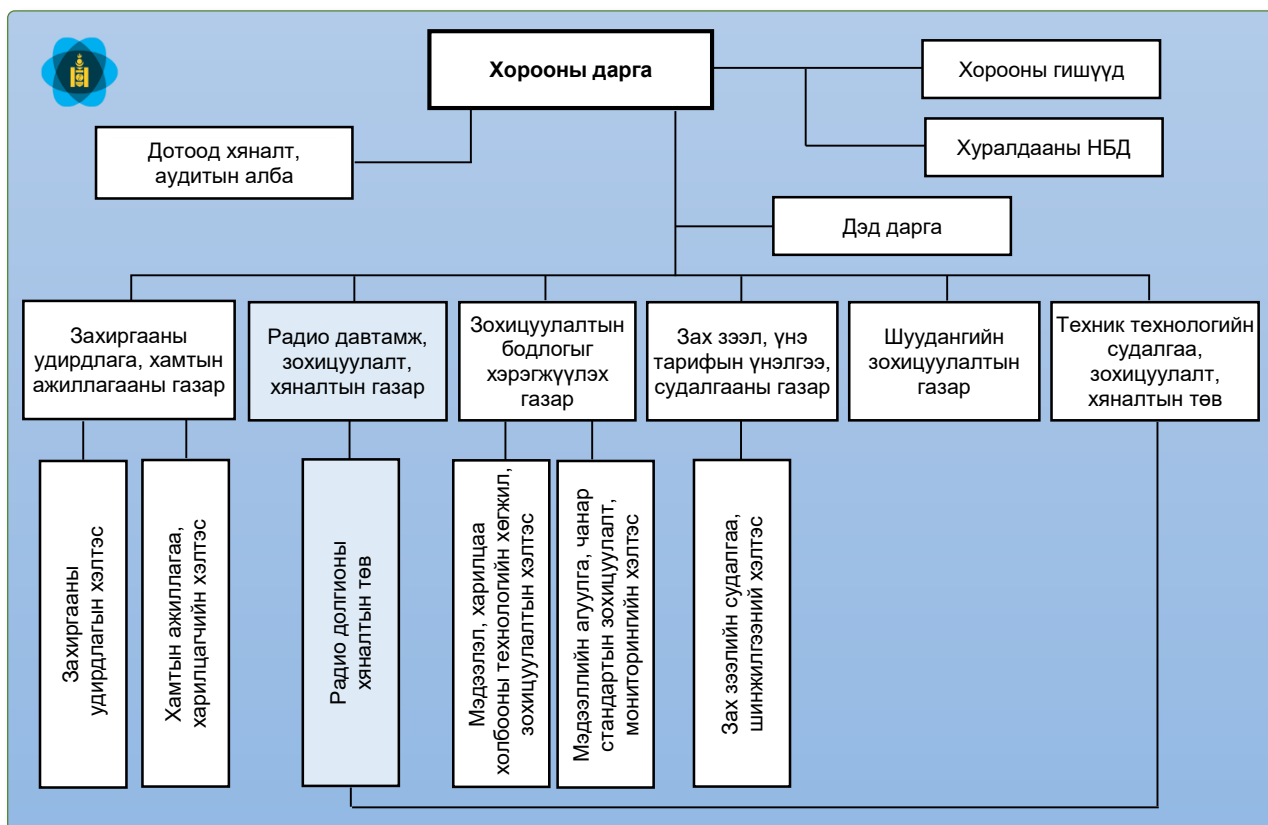 Хорооны дарга
Хорооны гишүүд
Дотоод хяналт,
аудитын алба
Хуралдааны НБД
Дэд дарга
Захиргааны
удирдлага, хамтын
ажиллагааны газар
Радио давтамж,
зохицуулалт,
хяналтын газар
Зохицуулалтын
бодлогыг
хэрэгжүүлэх
газар
Зах зээл, үнэ
тарифын үнэлгээ,
судалгааны газар
Шуудангийн
зохицуулалтын
газар
Техник технологийн
судалгаа,
зохицуулалт,
хяналтын төв
Захиргааны
удирдлагын хэлтэс
Хамтын ажиллагаа,
харилцагчийн хэлтэс
Радио долгионы
хяналтын төв
Мэдээлэл, харилцаа
холбооны технологийн хөгжил,
зохицуулалтын хэлтэс
Мэдээллийн агуулга, чанар
стандартын зохицуулалт,
мониторингийн хэлтэс
Зах зээлийн судалгаа,
шинжилгээний хэлтэс